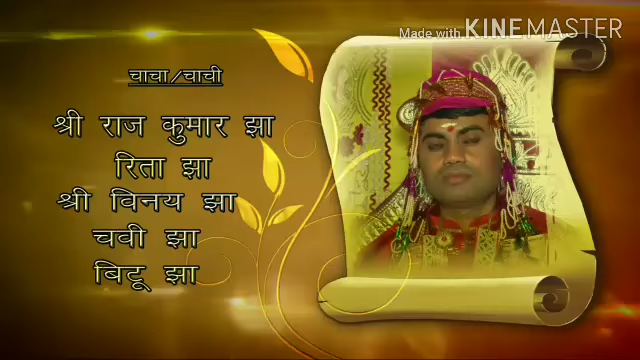 Made with KINEMASTER
चाचा/चाची
श्री राज कुमार झा
रिता झा
श्री विनय झा
चवी झा
बिटू झा